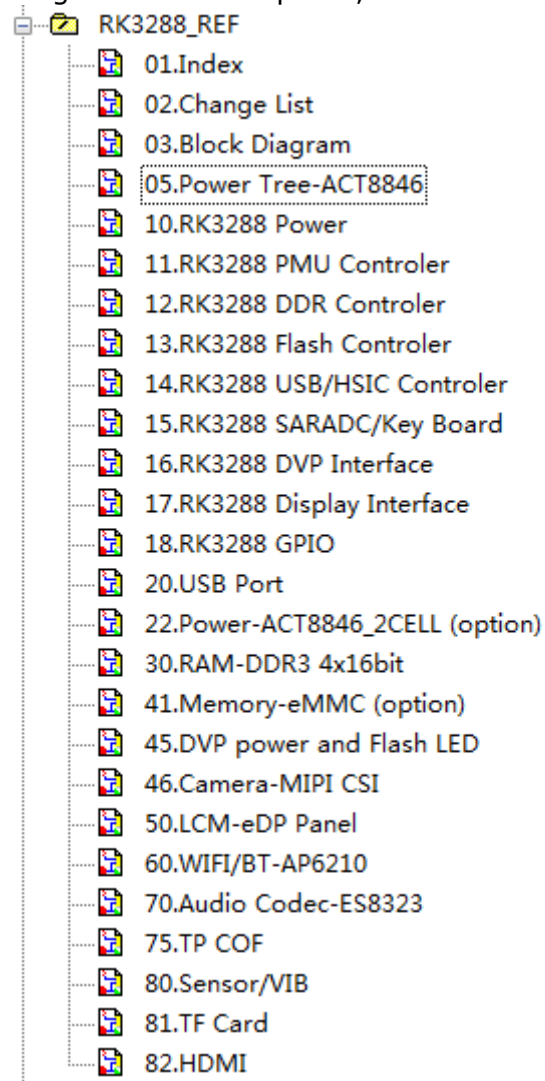 RK3288_REF
01.Index
02.Change List
03.Block Diagram
05.Power Tree-ACT8846
10.RK3288 Power
11.RK3288 PMU Controler
12.RK3288 DDR Controler
13.RK3288 Flash Controler
14.RK3288 USB/HSIC Controler
15.RK3288 SARADC/Key Board
16.RK3288 DVP Interface
17.RK3288 Display Interface
18.RK3288 GPIO
20.USB Port
22.Power-ACT8846_2CELL (option)
30.RAM-DDR3 4x16bit
41.Memory-eMMC (option)
45.DVP power and Flash LED
46.Camera-MIPI CSI
50.LCM-eDP Panel
60.WIFI/BT-AP6210
70.Audio Codec-ES8323
75.TP COF
80.Sensor/VIB
81.TF Card
82.HDMI